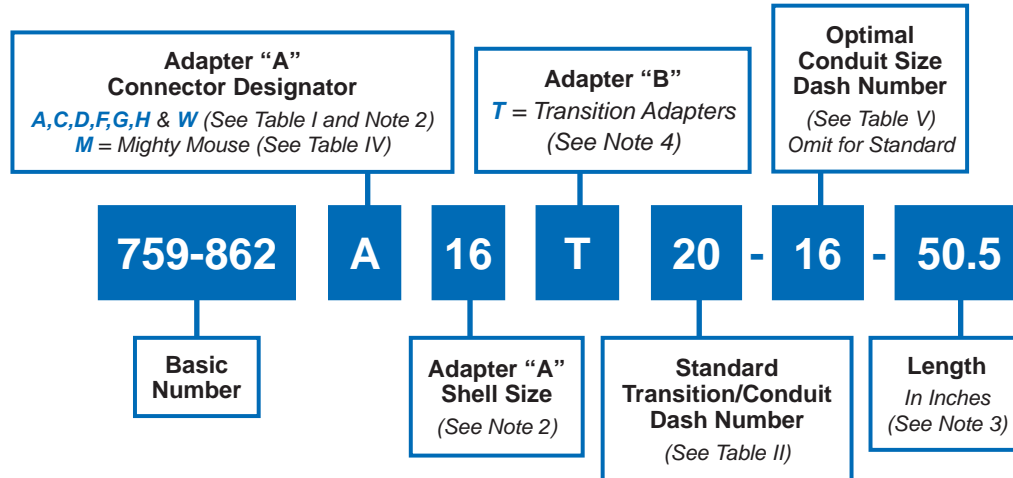 Adapter “A”
Connector Designator
A,C,D,F,G,H & W (See Table I and Note 2)
M = Mighty Mouse (See Table IV)
Adapter “B”
T = Transition Adapters
(See Note 4)
Optimal
Conduit Size
Dash Number
(See Table V)
Omit for Standard
759-862 A 16 T 20 - 16 - 50.5
Basic
Number
Adapter “A”
Shell Size
(See Note 2)
Standard
Transition/Conduit
Dash Number
(See Table II)
Length
In Inches
(See Note 3)